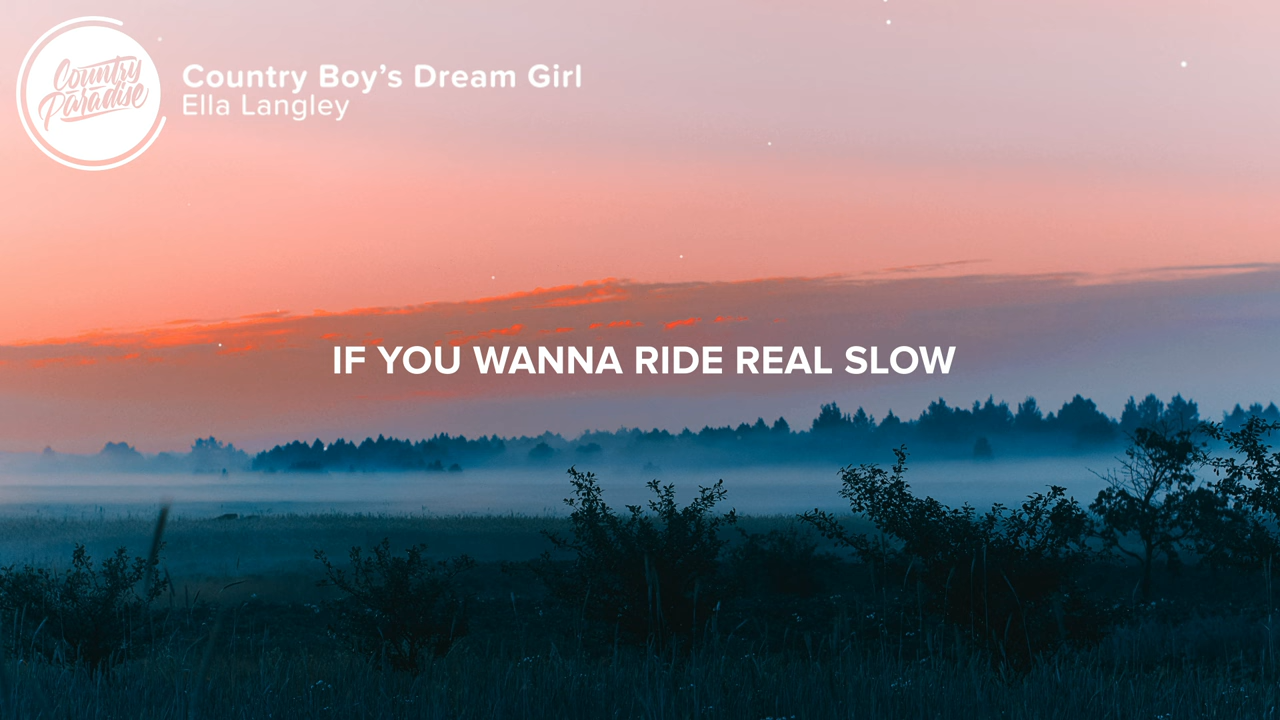 Country
Paradise
Country Boy’s Dream Girl
Ella Langley
IF YOU WANNA RIDE REAL SLOW